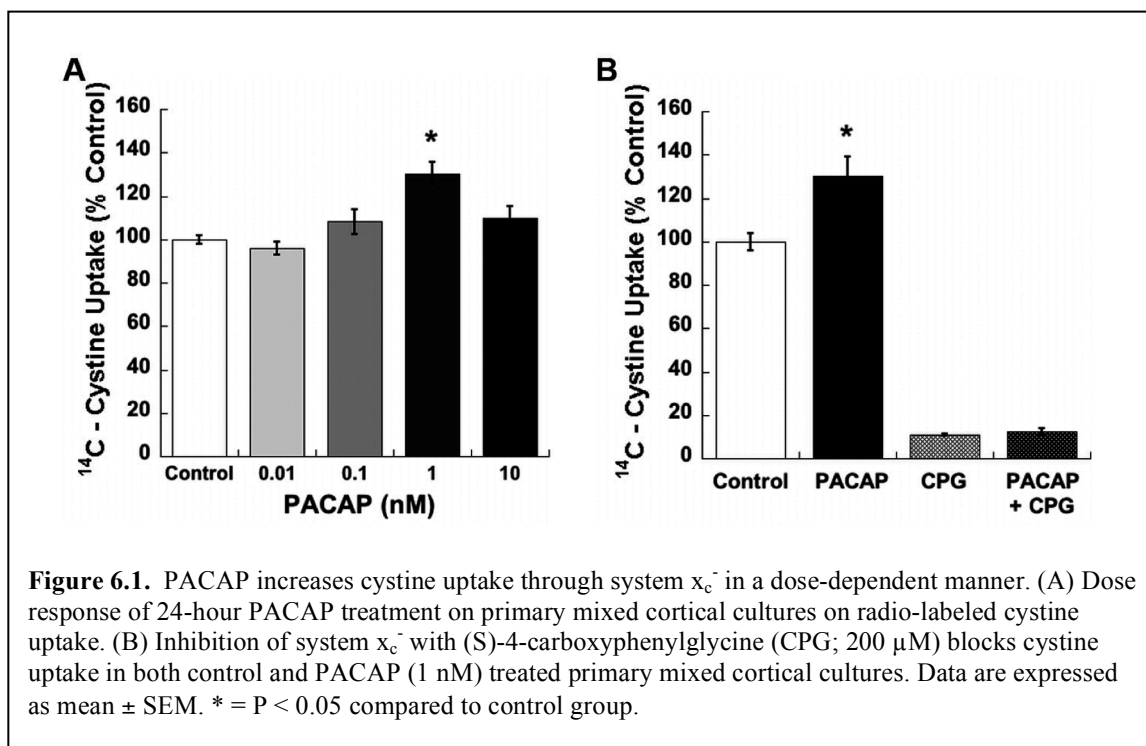 A
¹⁴C - Cystine Uptake (% Control)
160
140
120
100
80
60
40
20
0
*
Control 0.01 0.1 1 10
PACAP (nM)
B
¹⁴C - Cystine Uptake (% Control)
160
140
120
100
80
60
40
20
0
*
Control PACAP CPG PACAP
+ CPG
Figure 6.1. PACAP increases cystine uptake through system x_c⁻ in a dose-dependent manner. (A) Dose
response of 24-hour PACAP treatment on primary mixed cortical cultures on radio-labeled cystine
uptake. (B) Inhibition of system x_c⁻ with (S)-4-carboxyphenylglycine (CPG; 200 µM) blocks cystine
uptake in both control and PACAP (1 nM) treated primary mixed cortical cultures. Data are expressed
as mean ± SEM. * = P < 0.05 compared to control group.